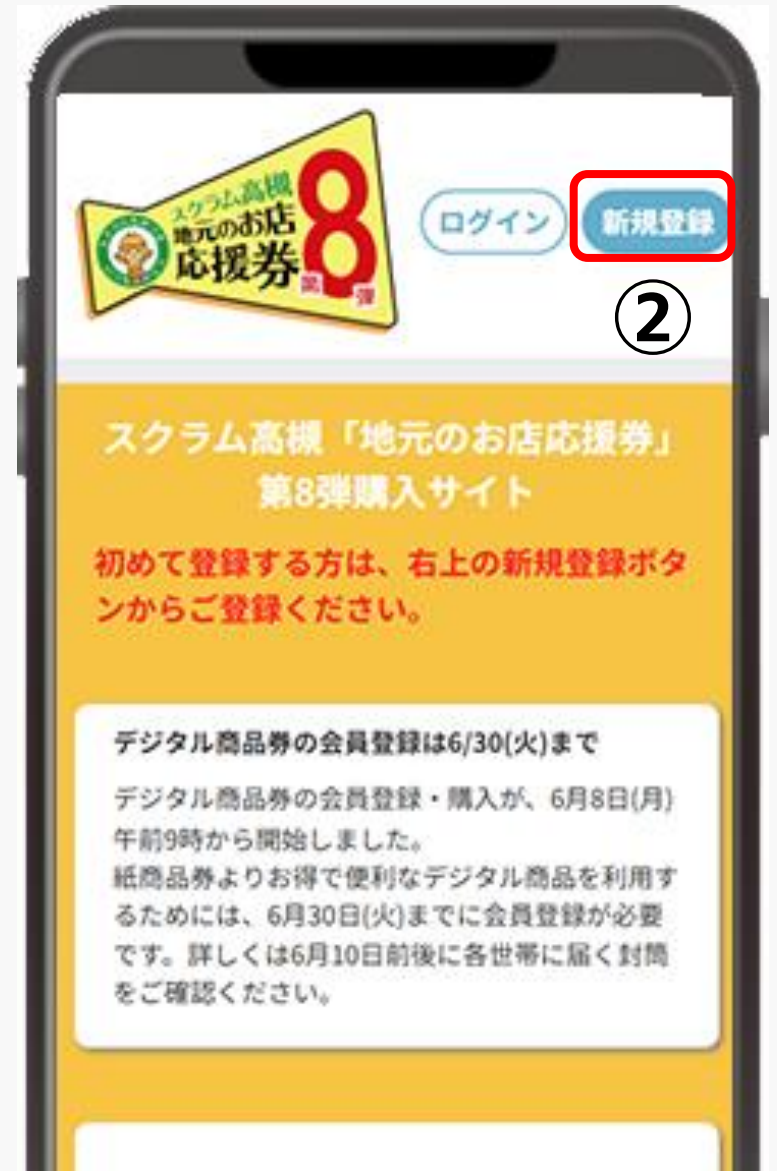 スクラム高槻
地元のお店
応援券
第8弾
ログイン
新規登録
②
スクラム高槻「地元のお店応援券」
第8弾購入サイト
初めて登録する方は、右上の新規登録ボタ
ンからご登録ください。
デジタル商品券の会員登録は6/30(火)まで
デジタル商品券の会員登録・購入が、6月8日(月)
午前9時から開始しました。
紙商品券よりお得で便利なデジタル商品を利用す
るためには、6月30日(火)までに会員登録が必要
です。詳しくは6月10日前後に各世帯に届く封筒
をご確認ください。